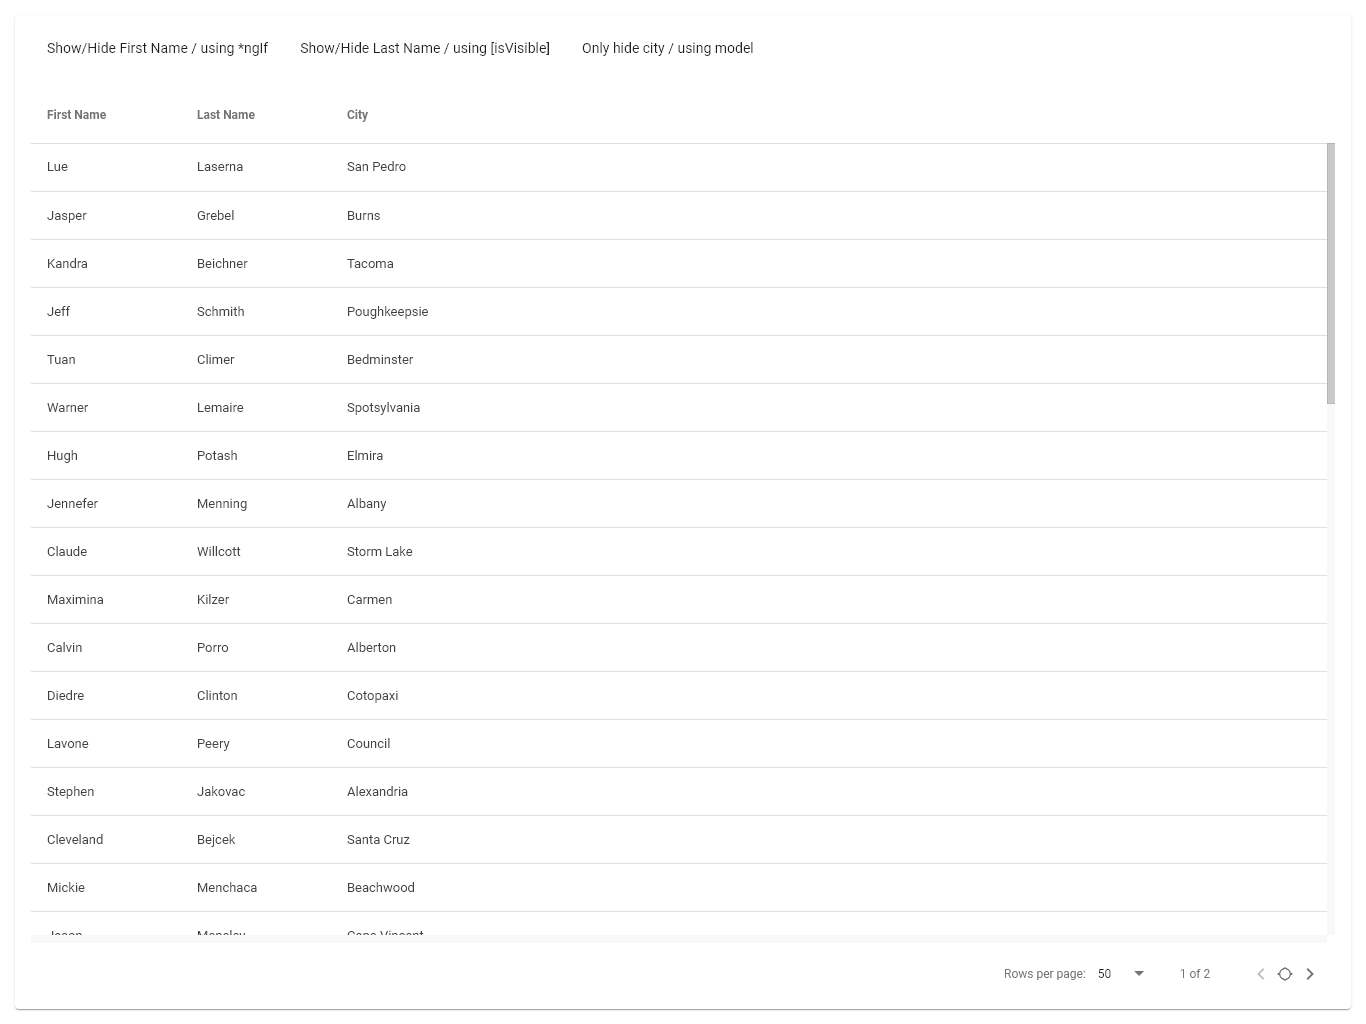 Show/Hide First Name / using *ngIf Show/Hide Last Name / using [isVisible] Only hide city / using model
First Name Last Name City
Lue Laserna San Pedro
Jasper Grebel Burns
Kandra Beichner Tacoma
Jeff Schmith Poughkeepsie
Tuan Climer Bedminster
Warner Lemaire Spotsylvania
Hugh Potash Elmira
Jennefer Menning Albany
Claude Willcott Storm Lake
Maximina Kilzer Carmen
Calvin Porro Alberton
Diedre Clinton Cotopaxi
Lavone Peery Council
Stephen Jakovac Alexandria
Cleveland Bejcek Santa Cruz
Mickie Menchaca Beachwood
Cape Vincent
Rows per page: 50 1 of 2